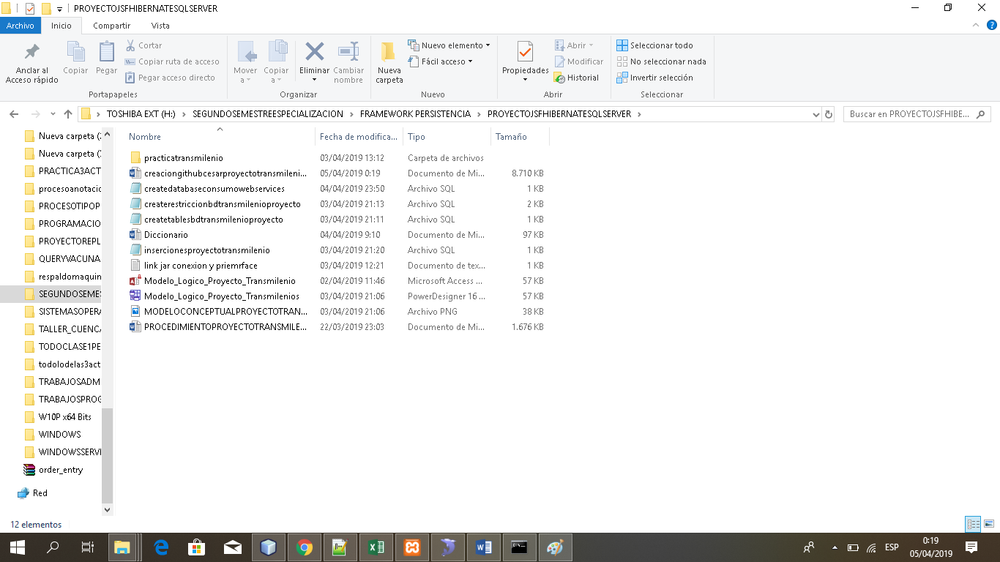 PROYECTOJSFHIBERNATESQLSERVER
Archivo Inicio Compartir Vista
Anclar al Acceso rápido
Copiar
Pegar
Cortar
Copiar ruta de acceso
Pegar acceso directo
Portapapeles
Mover a
Copiar a
Eliminar
Cambiar nombre
Organizar
Nueva carpeta
Nuevo elemento
Fácil acceso
Nuevo
Propiedades
Abrir
Modificar
Historial
Abrir
Seleccionar todo
No seleccionar nada
Invertir selección
Seleccionar
TOSHIBA EXT (H:) > SEGUNDOSEMESTREESPECIALIZACION > FRAMEWORK PERSISTENCIA > PROYECTOJSFHIBERNATESQLSERVER >
Buscar en PROYECTOJSFHIBE...
Nueva carpeta (2
Nueva carpeta (
PRACTICA3ACT
procesoanotacio
PROCESOTIPOP
PROGRAMACIO
PROYECTOREPL
QUERYVACUNA
respaldomaquin
SEGUNDOSEMES
SISTEMASOPERA
TALLER_CUENCA
TODOCLASE1PE
todolodelas3act
TRABAJOSADM
TRABAJOSPROG
W10P x64 Bits
WINDOWS
WINDOWSSERVI
order_entry
Red
Nombre Fecha de modifica... Tipo Tamaño
practicatransmilenio 03/04/2019 13:12 Carpeta de archivos
creaciongithubcesarproyectotransmileni... 05/04/2019 0:19 Documento de Mi... 8.710 KB
createdatabaseconsumowebservices 04/04/2019 23:50 Archivo SQL 1 KB
createrestriccionbdtransmilenioproyecto 03/04/2019 21:13 Archivo SQL 2 KB
createtablesbdtransmilenioproyecto 03/04/2019 21:11 Archivo SQL 1 KB
Diccionario 04/04/2019 9:10 Documento de Mi... 97 KB
insercionesproyectotransmilenio 03/04/2019 21:20 Archivo SQL 1 KB
link jar conexion y priemrface 03/04/2019 12:21 Documento de tex... 1 KB
Modelo_Logico_Proyecto_Transmilenio 02/04/2019 11:46 Microsoft Access ... 57 KB
Modelo_Logico_Proyecto_Transmilenios 03/04/2019 21:06 PowerDesigner 16 ... 57 KB
MODELOCONCEPTUALPROYECTOTRAN... 03/04/2019 21:06 Archivo PNG 38 KB
PROCEDIMIENTOPROYECTOTRANSMILE... 22/03/2019 23:03 Documento de Mi... 1.676 KB
12 elementos
ESP
0:19
05/04/2019